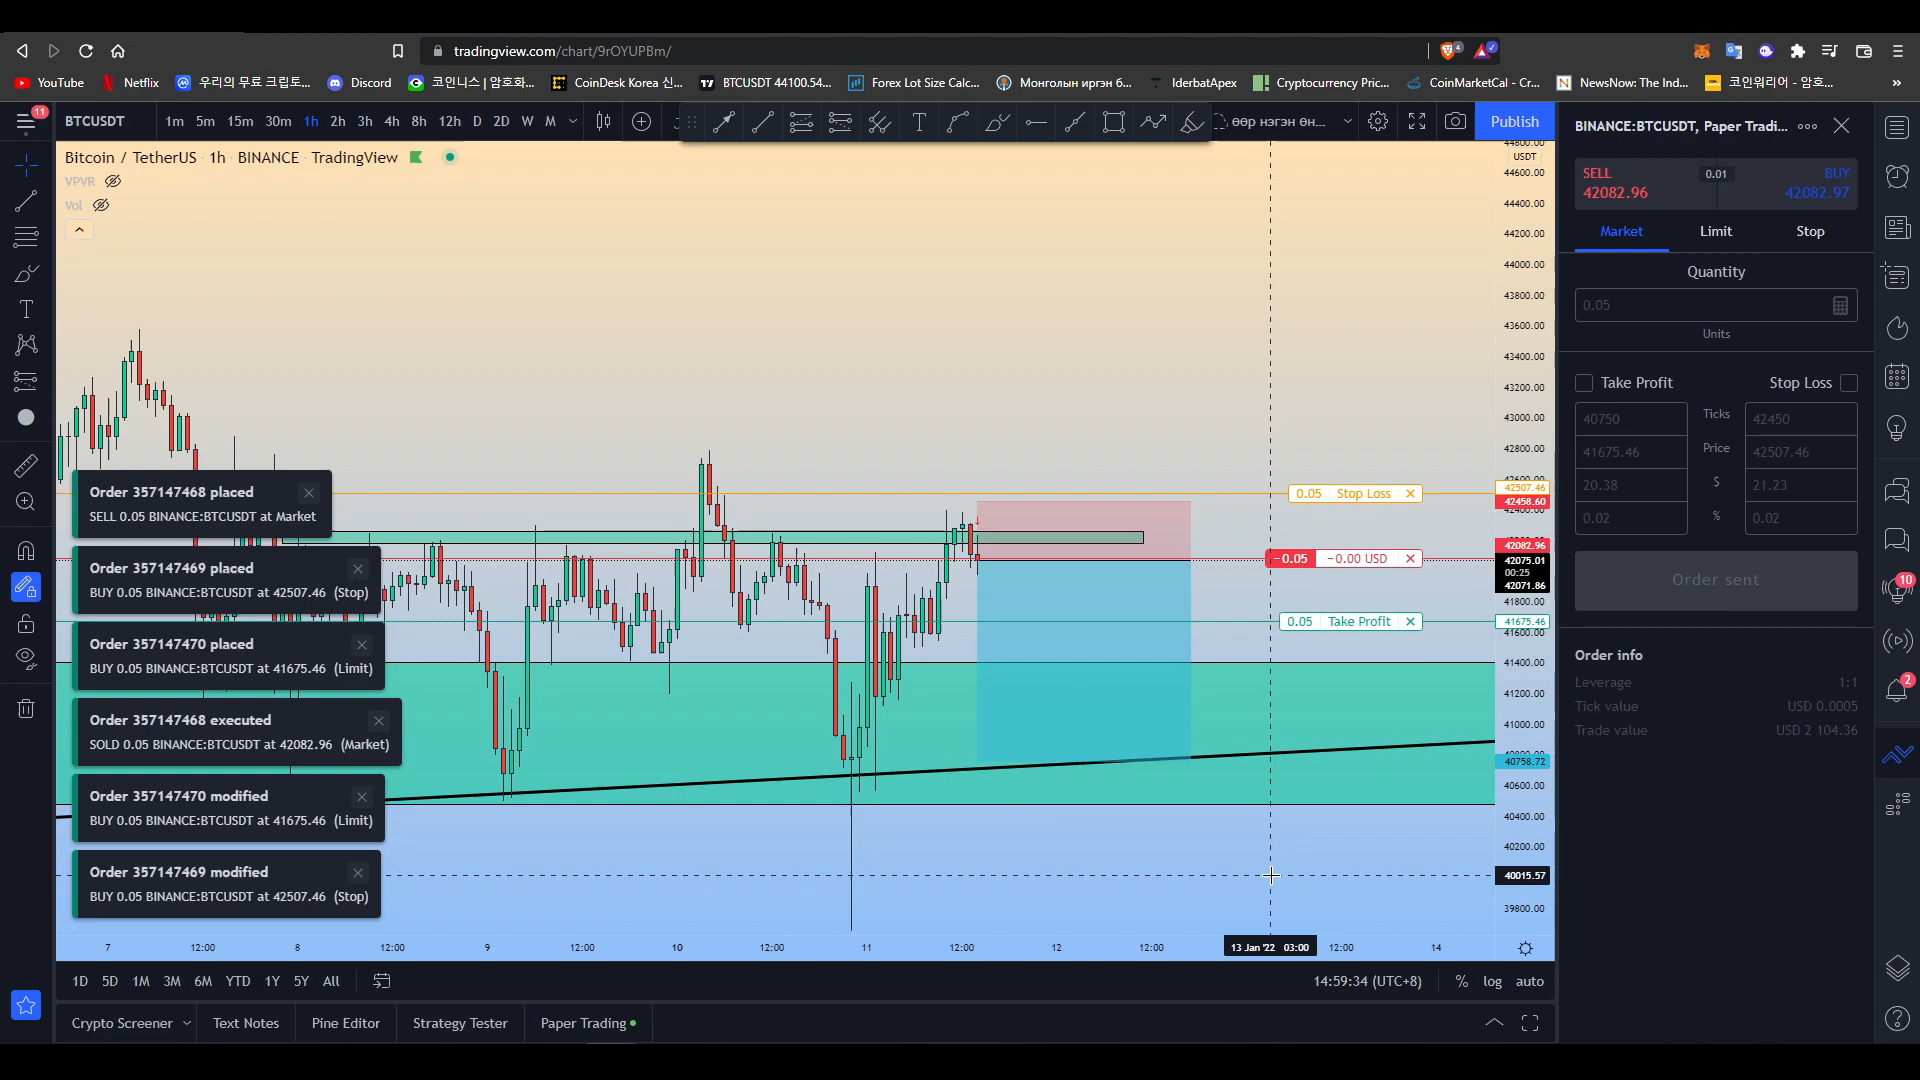 tradingview.com/chart/9rOYUPBm/
4
YouTube
Netflix
우리의 무료 크립토...
Discord
코인니스 | 암호화...
CoinDesk Korea 신...
BTCUSDT 44100.54...
Forex Lot Size Calc...
Монголын иргэн б...
IderbatApex
Cryptocurrency Pric...
CoinMarketCal - Cr...
NewsNow: The Ind...
코인워리어 - 암호...
»
11
BTCUSDT
1m 5m 15m 30m 1h 2h 3h 4h 8h 12h D 2D W M
өөр нэгэн өн...
Publish
Bitcoin / TetherUS · 1h · BINANCE · TradingView
VPVR
Vol
Order 357147468 placed
SELL 0.05 BINANCE:BTCUSDT at Market
Order 357147469 placed
BUY 0.05 BINANCE:BTCUSDT at 42507.46 (Stop)
Order 357147470 placed
BUY 0.05 BINANCE:BTCUSDT at 41675.46 (Limit)
Order 357147468 executed
SOLD 0.05 BINANCE:BTCUSDT at 42082.96 (Market)
Order 357147470 modified
BUY 0.05 BINANCE:BTCUSDT at 41675.46 (Limit)
Order 357147469 modified
BUY 0.05 BINANCE:BTCUSDT at 42507.46 (Stop)
0.05 Stop Loss
−0.05 −0.00 USD
0.05 Take Profit
44800.00
USDT
44600.00
44400.00
44200.00
44000.00
43800.00
43600.00
43400.00
43200.00
43000.00
42800.00
42507.46
42458.60
42400.00
42082.96
42075.01
00:25
42071.86
41800.00
41675.46
41600.00
41400.00
41200.00
41000.00
40758.72
40600.00
40400.00
40200.00
40015.57
39800.00
7 12:00 8 12:00 9 12:00 10 12:00 11 12:00 12 12:00 13 Jan '22 03:00 12:00 14
1D 5D 1M 3M 6M YTD 1Y 5Y All
14:59:34 (UTC+8)
% log auto
Crypto Screener
Text Notes
Pine Editor
Strategy Tester
Paper Trading
BINANCE:BTCUSDT, Paper Tradi...
SELL
42082.96
0.01
BUY
42082.97
Market
Limit
Stop
Quantity
0.05
Units
Take Profit
Stop Loss
40750 Ticks 42450
41675.46 Price 42507.46
20.38 $ 21.23
0.02 % 0.02
Order sent
Order info
Leverage 1:1
Tick value USD 0.0005
Trade value USD 2 104.36
10
2